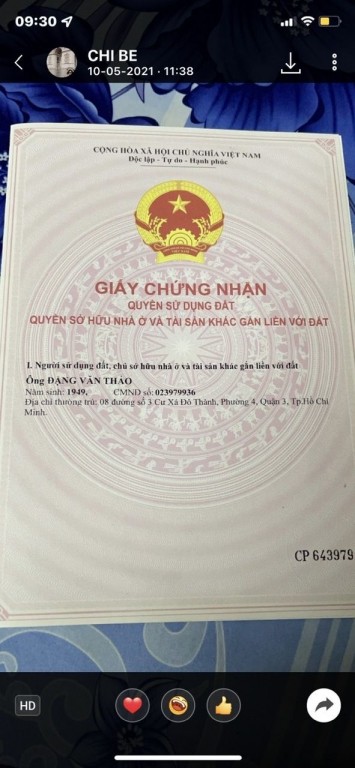 09:30
CHI BE
10-05-2021 · 11:38
CỘNG HÒA XÃ HỘI CHỦ NGHĨA VIỆT NAM
Độc lập - Tự do - Hạnh phúc
GIẤY CHỨNG NHẬN
QUYỀN SỬ DỤNG ĐẤT
QUYỀN SỞ HỮU NHÀ Ở VÀ TÀI SẢN KHÁC GẮN LIỀN VỚI ĐẤT
I. Người sử dụng đất, chủ sở hữu nhà ở và tài sản khác gắn liền với đất
Ông ĐẶNG VĂN THẢO
Năm sinh: 1949, CMND số: 023979936
Địa chỉ thường trú: 08 đường số 3 Cư Xá Đô Thành, Phường 4, Quận 3, Tp.Hồ Chí
Minh.
CP 643979
HD